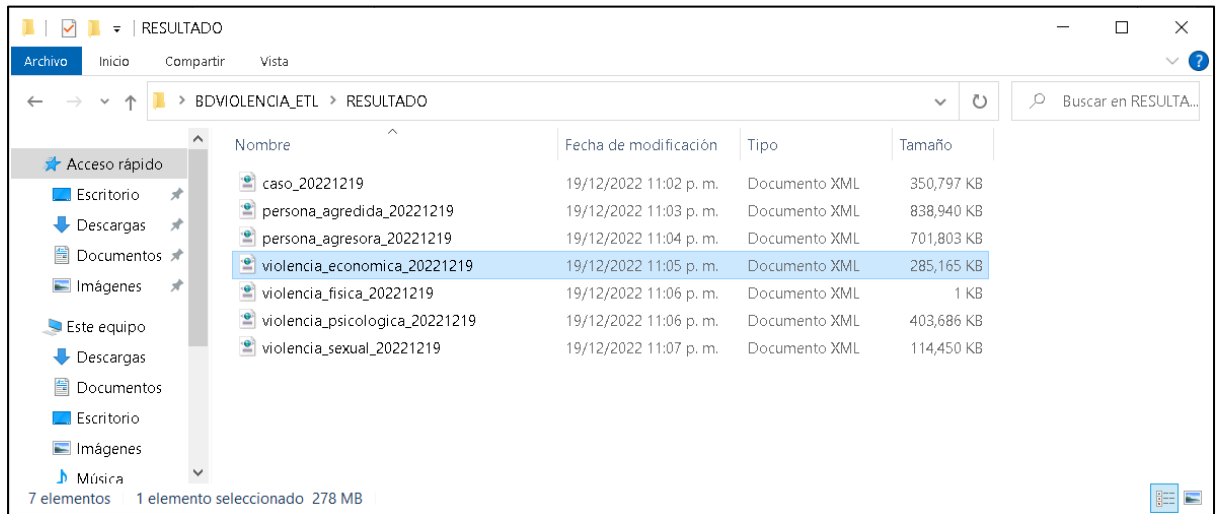 RESULTADO
Archivo Inicio Compartir Vista
BDVIOLENCIA_ETL > RESULTADO Buscar en RESULTA...
Nombre Fecha de modificación Tipo Tamaño
Acceso rápido
Escritorio
Descargas
Documentos
Imágenes
Este equipo
Descargas
Documentos
Escritorio
Imágenes
Música
caso_20221219 19/12/2022 11:02 p. m. Documento XML 350,797 KB
persona_agredida_20221219 19/12/2022 11:03 p. m. Documento XML 838,940 KB
persona_agresora_20221219 19/12/2022 11:04 p. m. Documento XML 701,803 KB
violencia_economica_20221219 19/12/2022 11:05 p. m. Documento XML 285,165 KB
violencia_fisica_20221219 19/12/2022 11:06 p. m. Documento XML 1 KB
violencia_psicologica_20221219 19/12/2022 11:06 p. m. Documento XML 403,686 KB
violencia_sexual_20221219 19/12/2022 11:07 p. m. Documento XML 114,450 KB
7 elementos 1 elemento seleccionado 278 MB